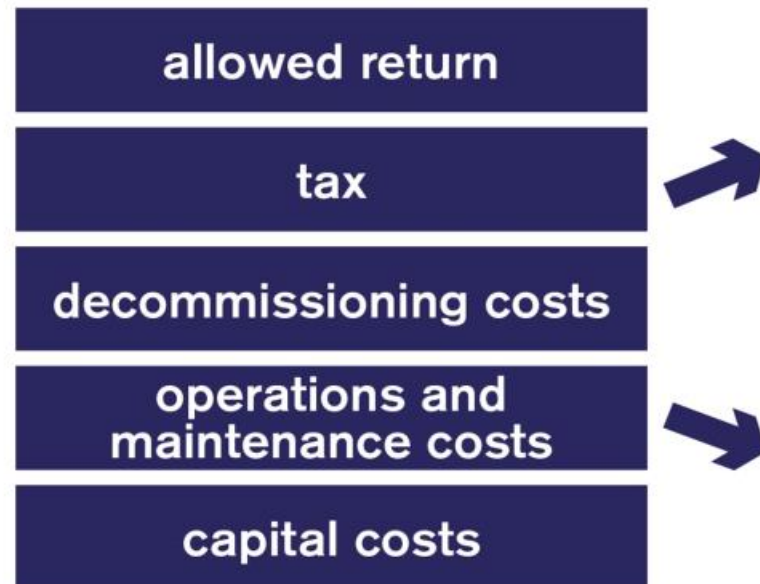 allowed return
tax
decommissioning costs
operations and
maintenance costs
capital costs